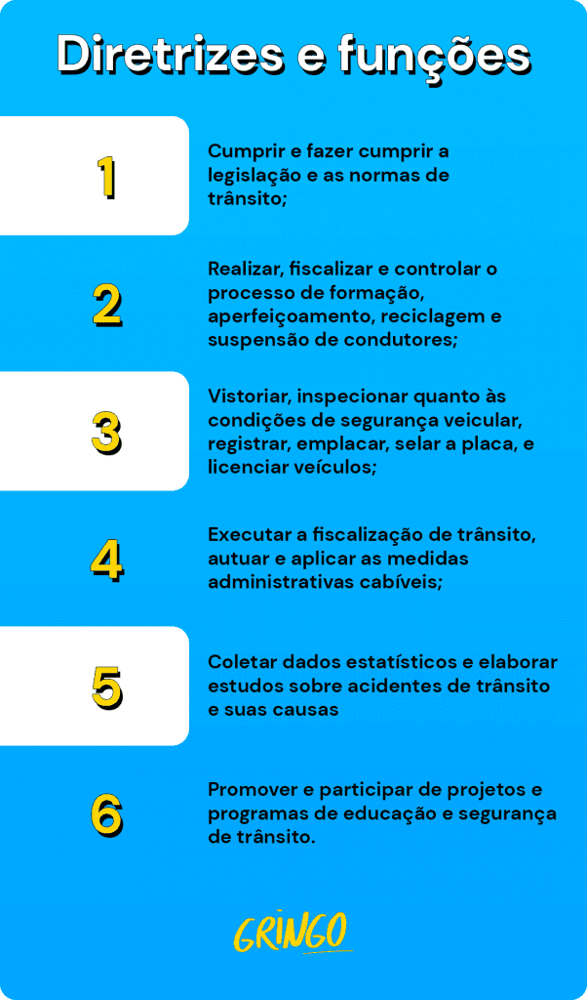 Diretrizes e funções
1
Cumprir e fazer cumprir a
legislação e as normas de
trânsito;
2
Realizar, fiscalizar e controlar o
processo de formação,
aperfeiçoamento, reciclagem e
suspensão de condutores;
3
Vistoriar, inspecionar quanto às
condições de segurança veicular,
registrar, emplacar, selar a placa, e
licenciar veículos;
4
Executar a fiscalização de trânsito,
autuar e aplicar as medidas
administrativas cabíveis;
5
Coletar dados estatísticos e elaborar
estudos sobre acidentes de trânsito
e suas causas
6
Promover e participar de projetos e
programas de educação e segurança
de trânsito.
GRINGO